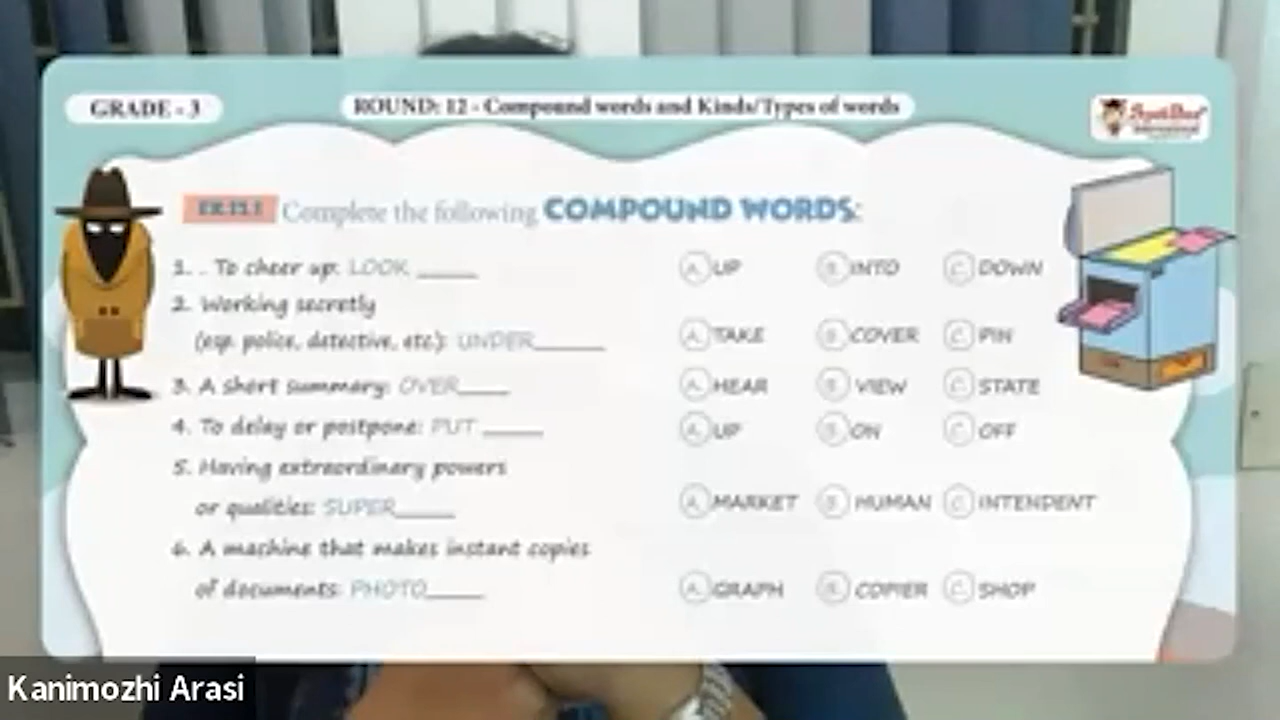 GRADE - 3
ROUND: 12 - Compound words and Kinds/Types of words
Complete the following COMPOUND WORDS:
1. . To cheer up: LOOK _____ A. UP B. INTO C. DOWN
2. Working secretly
(esp. police, detective, etc.): UNDER______ A. TAKE B. COVER C. PIN
3. A short summary: OVER____ A. HEAR B. VIEW C. STATE
4. To delay or postpone: PUT _____ A. UP B. ON C. OFF
5. Having extraordinary powers
or qualities: SUPER_____ A. MARKET B. HUMAN C. INTENDENT
6. A machine that makes instant copies
of documents: PHOTO_____ A. GRAPH B. COPIER C. SHOP
Kanimozhi Arasi